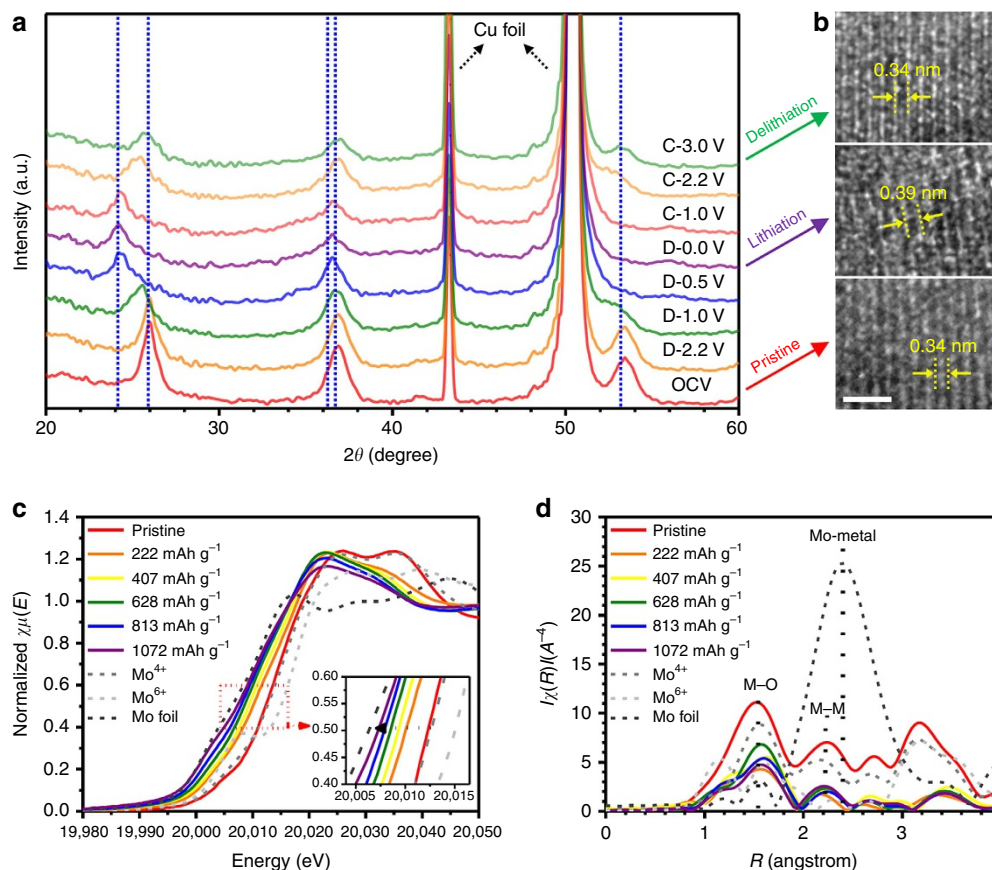 a
Cu foil
Intensity (a.u.)
C-3.0 V
C-2.2 V
C-1.0 V
D-0.0 V
D-0.5 V
D-1.0 V
D-2.2 V
OCV
20 30 40 50 60
2θ (degree)
Delithiation
Lithiation
Pristine
b
0.34 nm
0.39 nm
0.34 nm
c
Normalized χμ(E)
1.4
1.2
1.0
0.8
0.6
0.4
0.2
0.0
Pristine
222 mAh g⁻¹
407 mAh g⁻¹
628 mAh g⁻¹
813 mAh g⁻¹
1072 mAh g⁻¹
Mo⁴⁺
Mo⁶⁺
Mo foil
0.60
0.55
0.50
0.45
0.40
20,005 20,010 20,015
19,980 19,990 20,000 20,010 20,020 20,030 20,040 20,050
Energy (eV)
d
Iχ(R)I(A⁻⁴)
30
25
20
15
10
5
0
Pristine
222 mAh g⁻¹
407 mAh g⁻¹
628 mAh g⁻¹
813 mAh g⁻¹
1072 mAh g⁻¹
Mo⁴⁺
Mo⁶⁺
Mo foil
Mo-metal
M–O
M–M
0 1 2 3
R (angstrom)